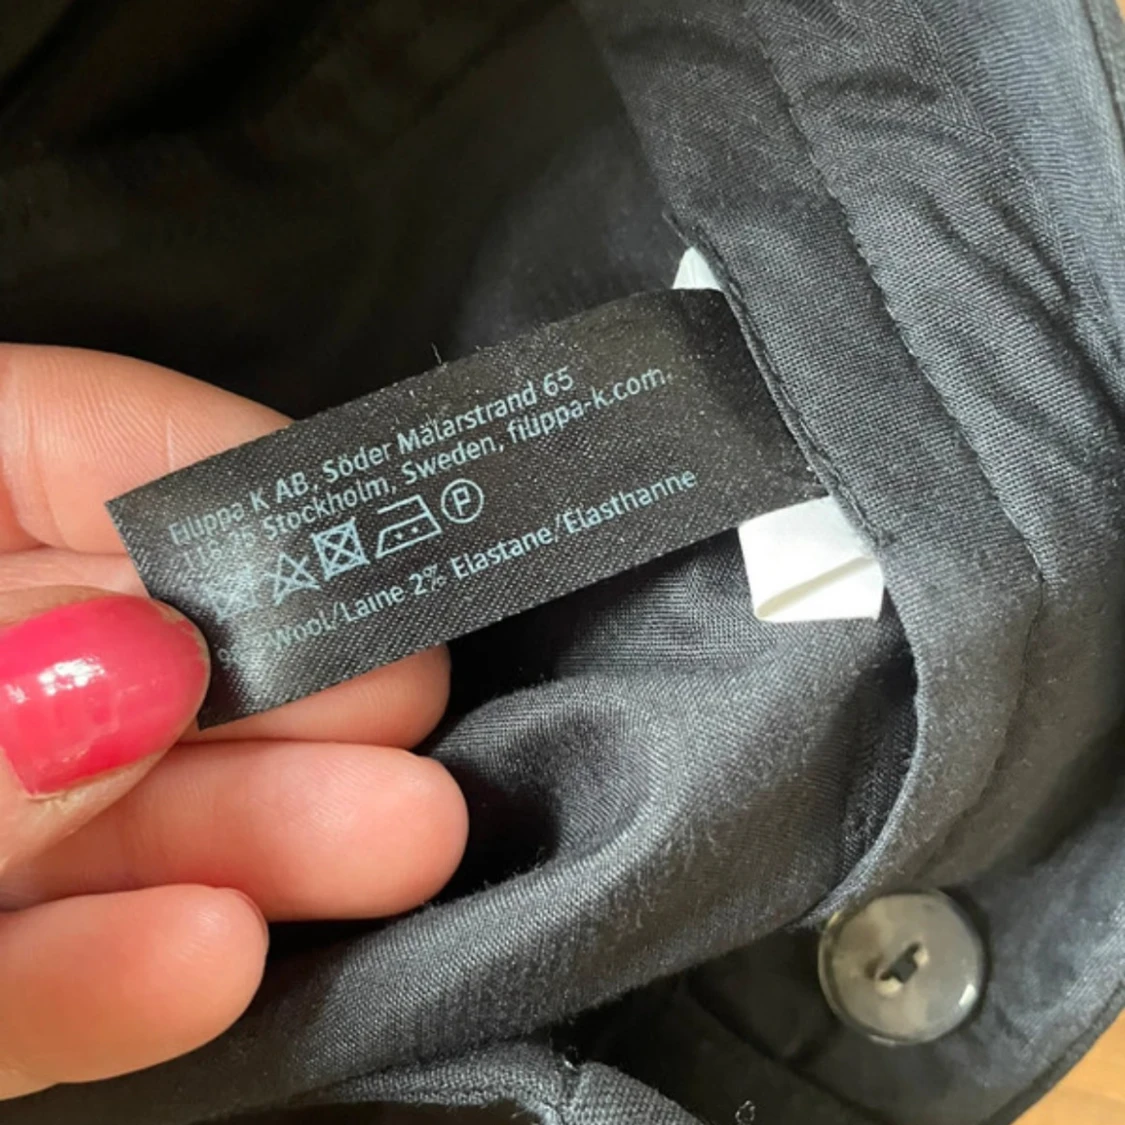 Filippa K AB, Söder Mälarstrand 65
Stockholm, Sweden, filippa-k.com.
P
Wool/Laine 2% Elastane/Elasthanne